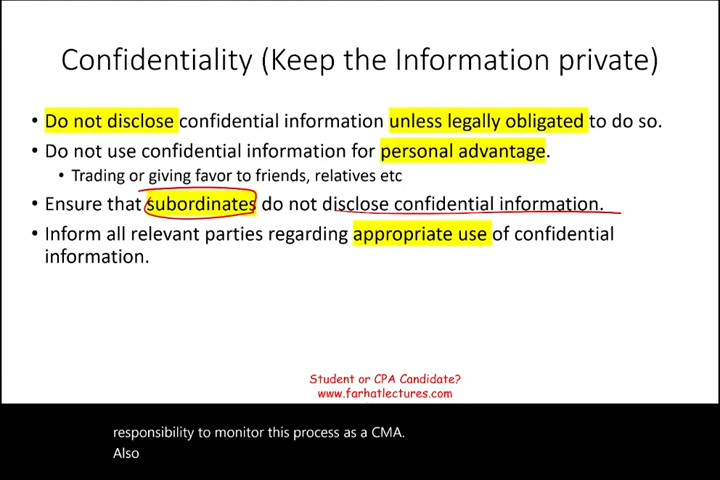 Confidentiality (Keep the Information private)
• Do not disclose confidential information unless legally obligated to do so.
• Do not use confidential information for personal advantage.
• Trading or giving favor to friends, relatives etc
• Ensure that subordinates do not disclose confidential information.
• Inform all relevant parties regarding appropriate use of confidential
information.
Student or CPA Candidate?
www.farhatlectures.com
responsibility to monitor this process as a CMA.
Also